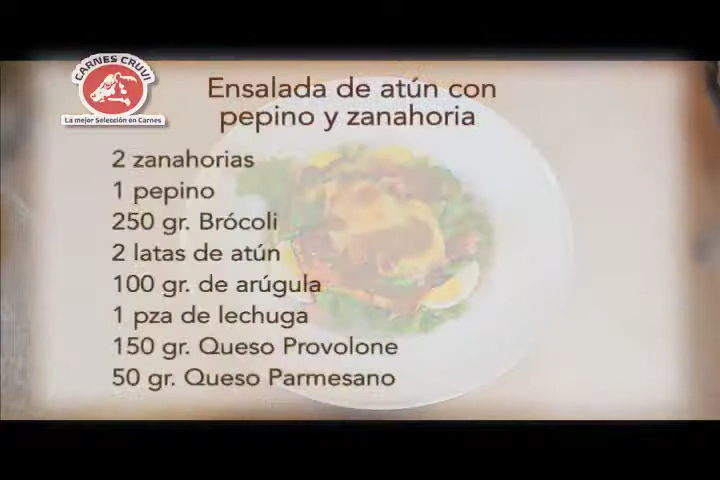 CARNES CRUVI
La mejor Selección en Carnes
Ensalada de atún con
pepino y zanahoria
2 zanahorias
1 pepino
250 gr. Brócoli
2 latas de atún
100 gr. de arúgula
1 pza de lechuga
150 gr. Queso Provolone
50 gr. Queso Parmesano